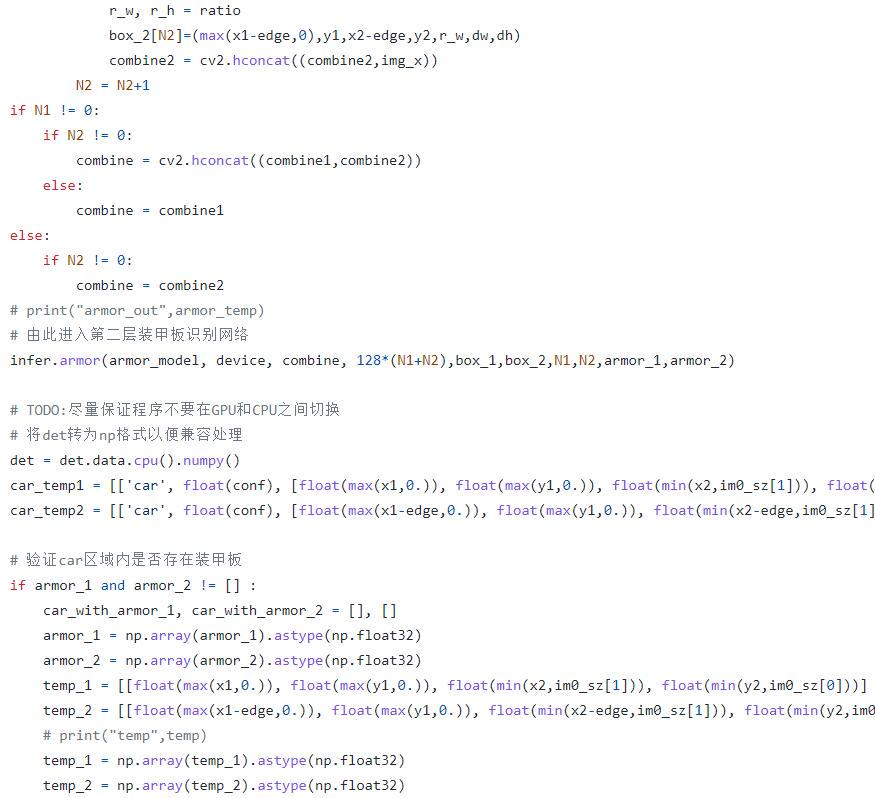 r_w, r_h = ratio
box_2[N2]=(max(x1-edge,0),y1,x2-edge,y2,r_w,dw,dh)
combine2 = cv2.hconcat((combine2,img_x))
N2 = N2+1
if N1 != 0:
if N2 != 0:
combine = cv2.hconcat((combine1,combine2))
else:
combine = combine1
else:
if N2 != 0:
combine = combine2
# print("armor_out",armor_temp)
# 由此进入第二层装甲板识别网络
infer.armor(armor_model, device, combine, 128*(N1+N2),box_1,box_2,N1,N2,armor_1,armor_2)
# TODO:尽量保证程序不要在GPU和CPU之间切换
# 将det转为np格式以便兼容处理
det = det.data.cpu().numpy()
car_temp1 = [['car', float(conf), [float(max(x1,0.)), float(max(y1,0.)), float(min(x2,im0_sz[1])), float(
car_temp2 = [['car', float(conf), [float(max(x1-edge,0.)), float(max(y1,0.)), float(min(x2-edge,im0_sz[1]
# 验证car区域内是否存在装甲板
if armor_1 and armor_2 != [] :
car_with_armor_1, car_with_armor_2 = [], []
armor_1 = np.array(armor_1).astype(np.float32)
armor_2 = np.array(armor_2).astype(np.float32)
temp_1 = [[float(max(x1,0.)), float(max(y1,0.)), float(min(x2,im0_sz[1])), float(min(y2,im0_sz[0]))]
temp_2 = [[float(max(x1-edge,0.)), float(max(y1,0.)), float(min(x2-edge,im0_sz[1])), float(min(y2,im0
# print("temp",temp)
temp_1 = np.array(temp_1).astype(np.float32)
temp_2 = np.array(temp_2).astype(np.float32)